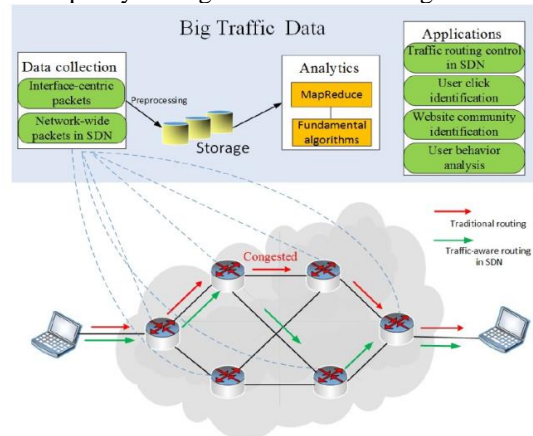 Big Traffic Data
Data collection
Interface-centric
packets
Network-wide
packets in SDN
Preprocessing
Storage
Analytics
MapReduce
Fundamental
algorithms
Applications
Traffic routing control
in SDN
User click
identification
Website community
identification
User behavior
analysis
Congested
Traditional routing
Traffic-aware routing
in SDN